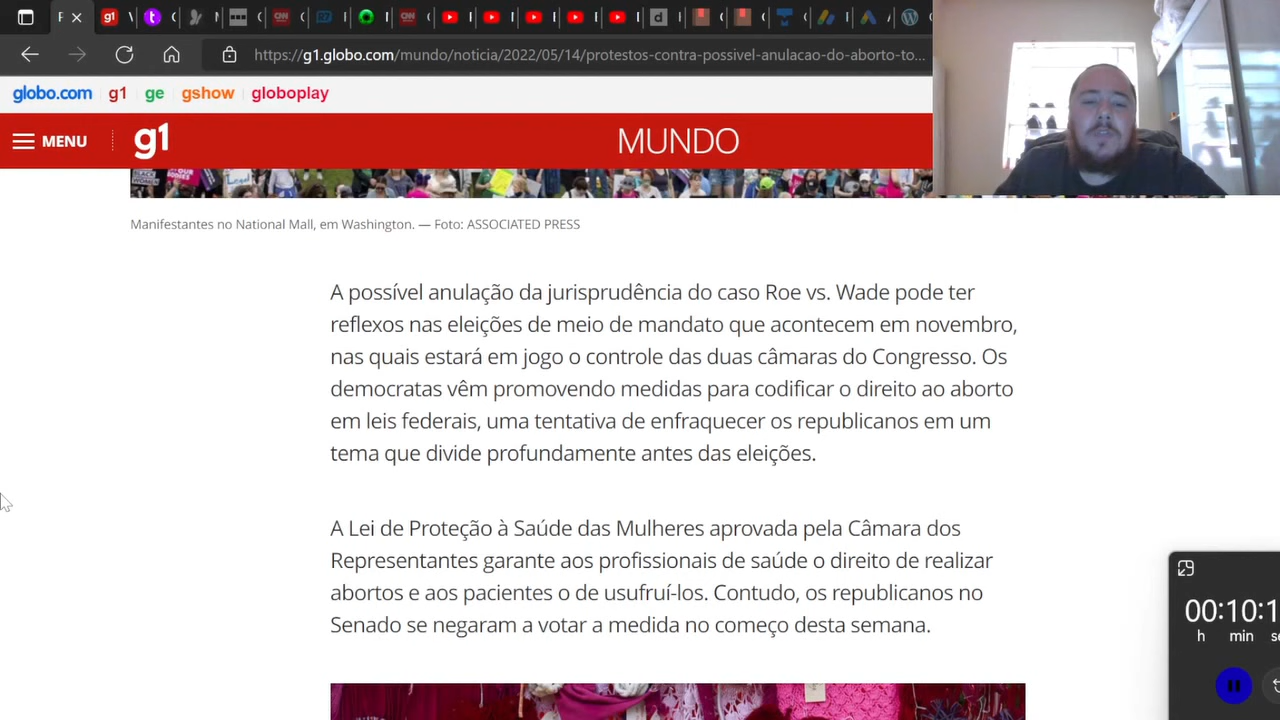 https://g1.globo.com/mundo/noticia/2022/05/14/protestos-contra-possivel-anulacao-do-aborto-to...
globo.com g1 ge gshow globoplay
MENU g1 MUNDO
Manifestantes no National Mall, em Washington. — Foto: ASSOCIATED PRESS
A possível anulação da jurisprudência do caso Roe vs. Wade pode ter
reflexos nas eleições de meio de mandato que acontecem em novembro,
nas quais estará em jogo o controle das duas câmaras do Congresso. Os
democratas vêm promovendo medidas para codificar o direito ao aborto
em leis federais, uma tentativa de enfraquecer os republicanos em um
tema que divide profundamente antes das eleições.
A Lei de Proteção à Saúde das Mulheres aprovada pela Câmara dos
Representantes garante aos profissionais de saúde o direito de realizar
abortos e aos pacientes o de usufruí-los. Contudo, os republicanos no
Senado se negaram a votar a medida no começo desta semana.
00:10:1
h min se